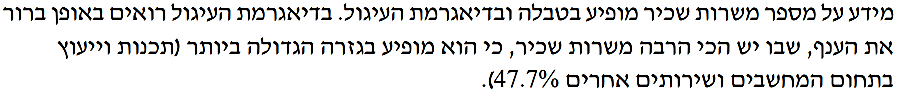 מידע על מספר משרות שכיר מופיע בטבלה ובדיאגרמת העיגול. בדיאגרמת העיגול רואים באופן ברור
את הענף, שבו יש הכי הרבה משרות שכיר, כי הוא מופיע בגזרה הגדולה ביותר (תכנות וייעוץ
בתחום המחשבים ושירותים אחרים 47.7%).